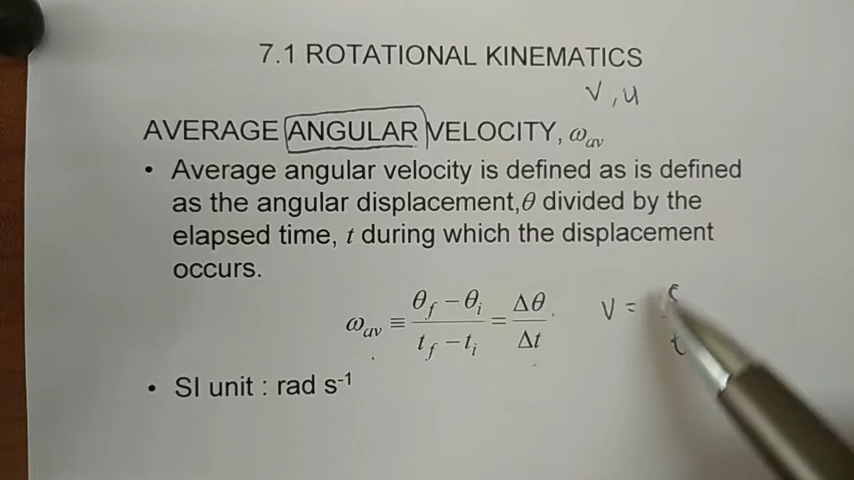 7.1 ROTATIONAL KINEMATICS
v, u
AVERAGE ANGULAR VELOCITY, ω_av
• Average angular velocity is defined as is defined
as the angular displacement,θ divided by the
elapsed time, t during which the displacement
occurs.
ω_av ≡ (θ_f − θ_i)/(t_f − t_i) = Δθ/Δt
v = /t
• SI unit : rad s⁻¹